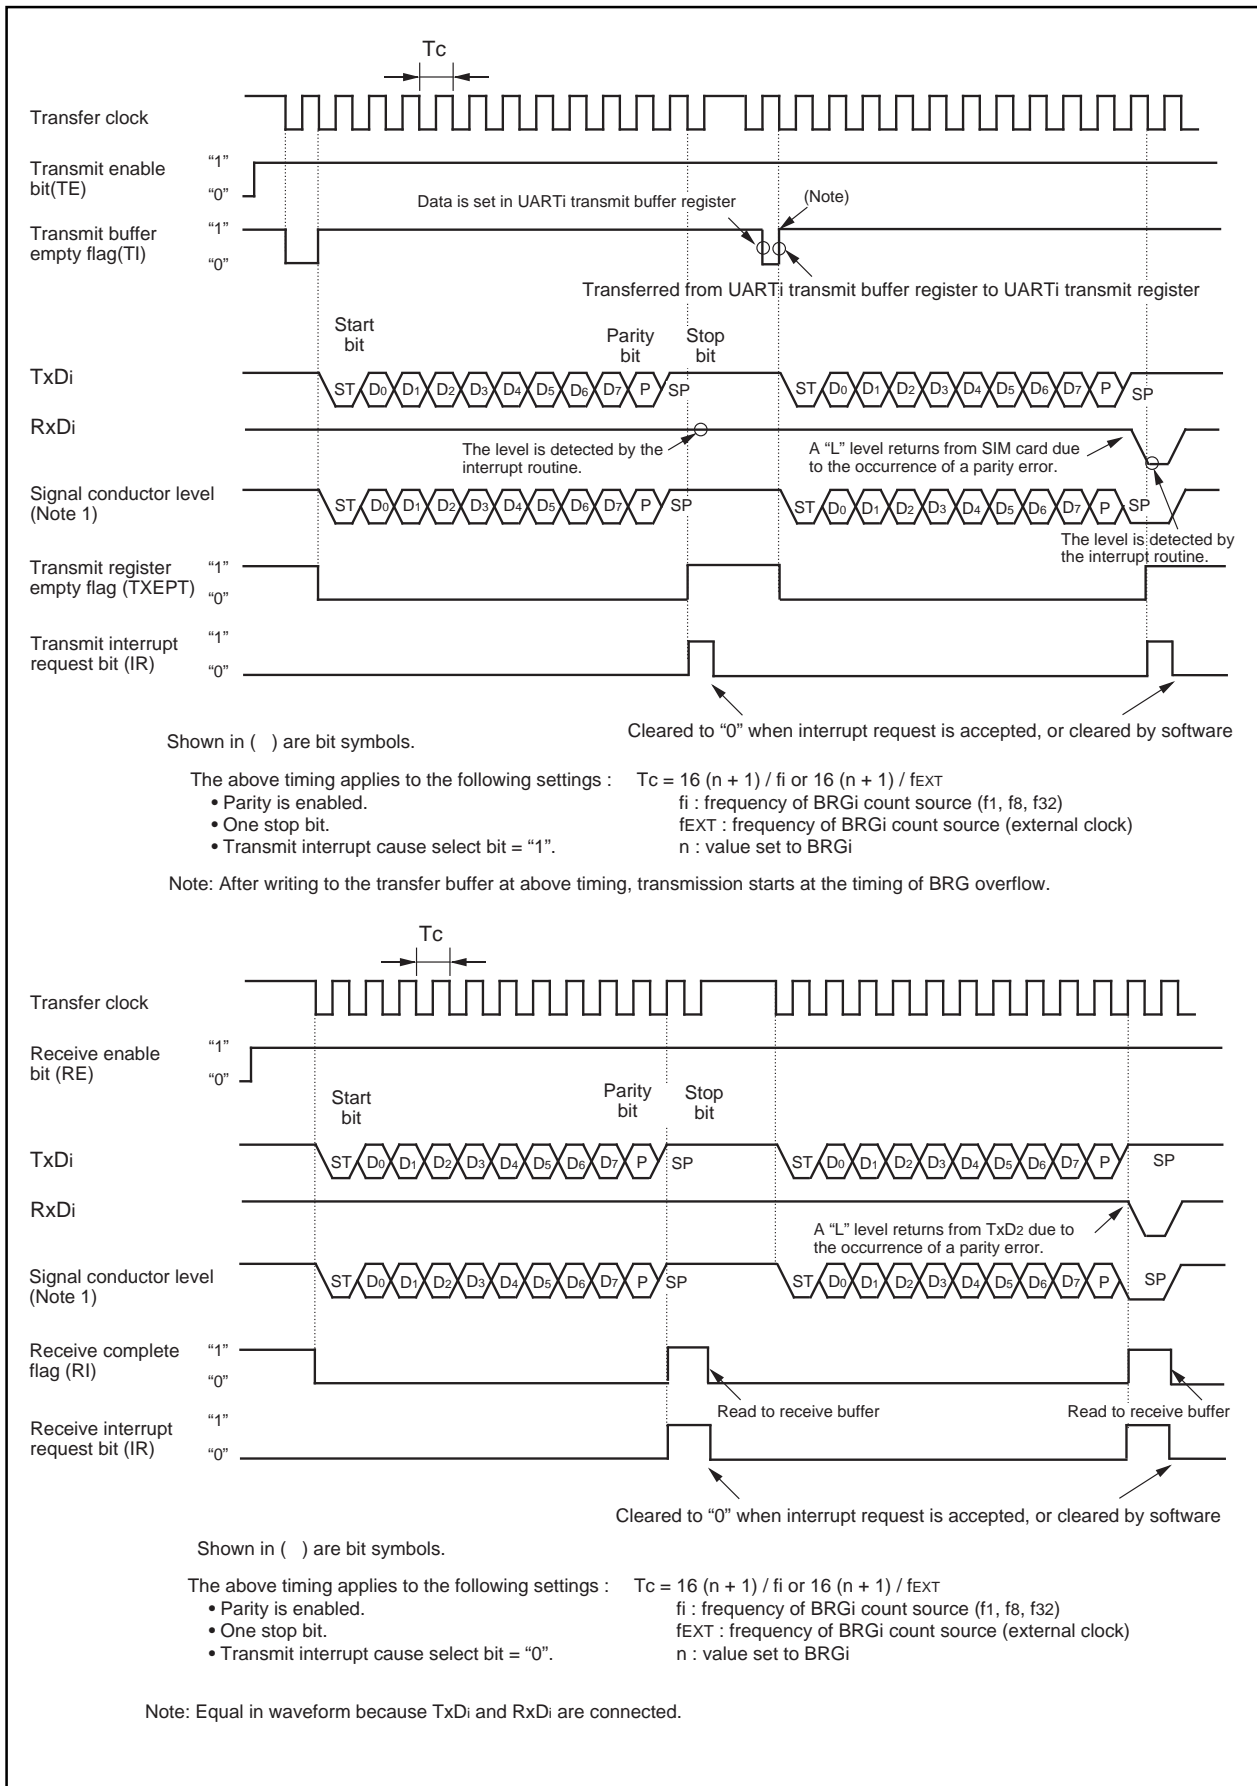 Tc
Transfer clock
Transmit enable
bit(TE)
“1”
“0”
Data is set in UARTi transmit buffer register
(Note)
Transmit buffer
empty flag(TI)
“1”
“0”
Transferred from UARTi transmit buffer register to UARTi transmit register
Start
bit
Parity
bit
Stop
bit
TxDi
ST D0 D1 D2 D3 D4 D5 D6 D7 P SP
ST D0 D1 D2 D3 D4 D5 D6 D7 P SP
RxDi
The level is detected by the
interrupt routine.
A “L” level returns from SIM card due
to the occurrence of a parity error.
Signal conductor level
(Note 1)
ST D0 D1 D2 D3 D4 D5 D6 D7 P SP
ST D0 D1 D2 D3 D4 D5 D6 D7 P SP
The level is detected by
the interrupt routine.
Transmit register
empty flag (TXEPT)
“1”
“0”
Transmit interrupt
request bit (IR)
“1”
“0”
Cleared to “0” when interrupt request is accepted, or cleared by software
Shown in ( ) are bit symbols.
The above timing applies to the following settings :
• Parity is enabled.
• One stop bit.
• Transmit interrupt cause select bit = “1”.
Tc = 16 (n + 1) / fi or 16 (n + 1) / fEXT
fi : frequency of BRGi count source (f1, f8, f32)
fEXT : frequency of BRGi count source (external clock)
n : value set to BRGi
Note: After writing to the transfer buffer at above timing, transmission starts at the timing of BRG overflow.
Tc
Transfer clock
Receive enable
bit (RE)
“1”
“0”
Start
bit
Parity
bit
Stop
bit
TxDi
ST D0 D1 D2 D3 D4 D5 D6 D7 P SP
ST D0 D1 D2 D3 D4 D5 D6 D7 P SP
RxDi
A “L” level returns from TxD2 due to
the occurrence of a parity error.
Signal conductor level
(Note 1)
ST D0 D1 D2 D3 D4 D5 D6 D7 P SP
ST D0 D1 D2 D3 D4 D5 D6 D7 P SP
Receive complete
flag (RI)
“1”
“0”
Read to receive buffer
Read to receive buffer
Receive interrupt
request bit (IR)
“1”
“0”
Cleared to “0” when interrupt request is accepted, or cleared by software
Shown in ( ) are bit symbols.
The above timing applies to the following settings :
• Parity is enabled.
• One stop bit.
• Transmit interrupt cause select bit = “0”.
Tc = 16 (n + 1) / fi or 16 (n + 1) / fEXT
fi : frequency of BRGi count source (f1, f8, f32)
fEXT : frequency of BRGi count source (external clock)
n : value set to BRGi
Note: Equal in waveform because TxDi and RxDi are connected.